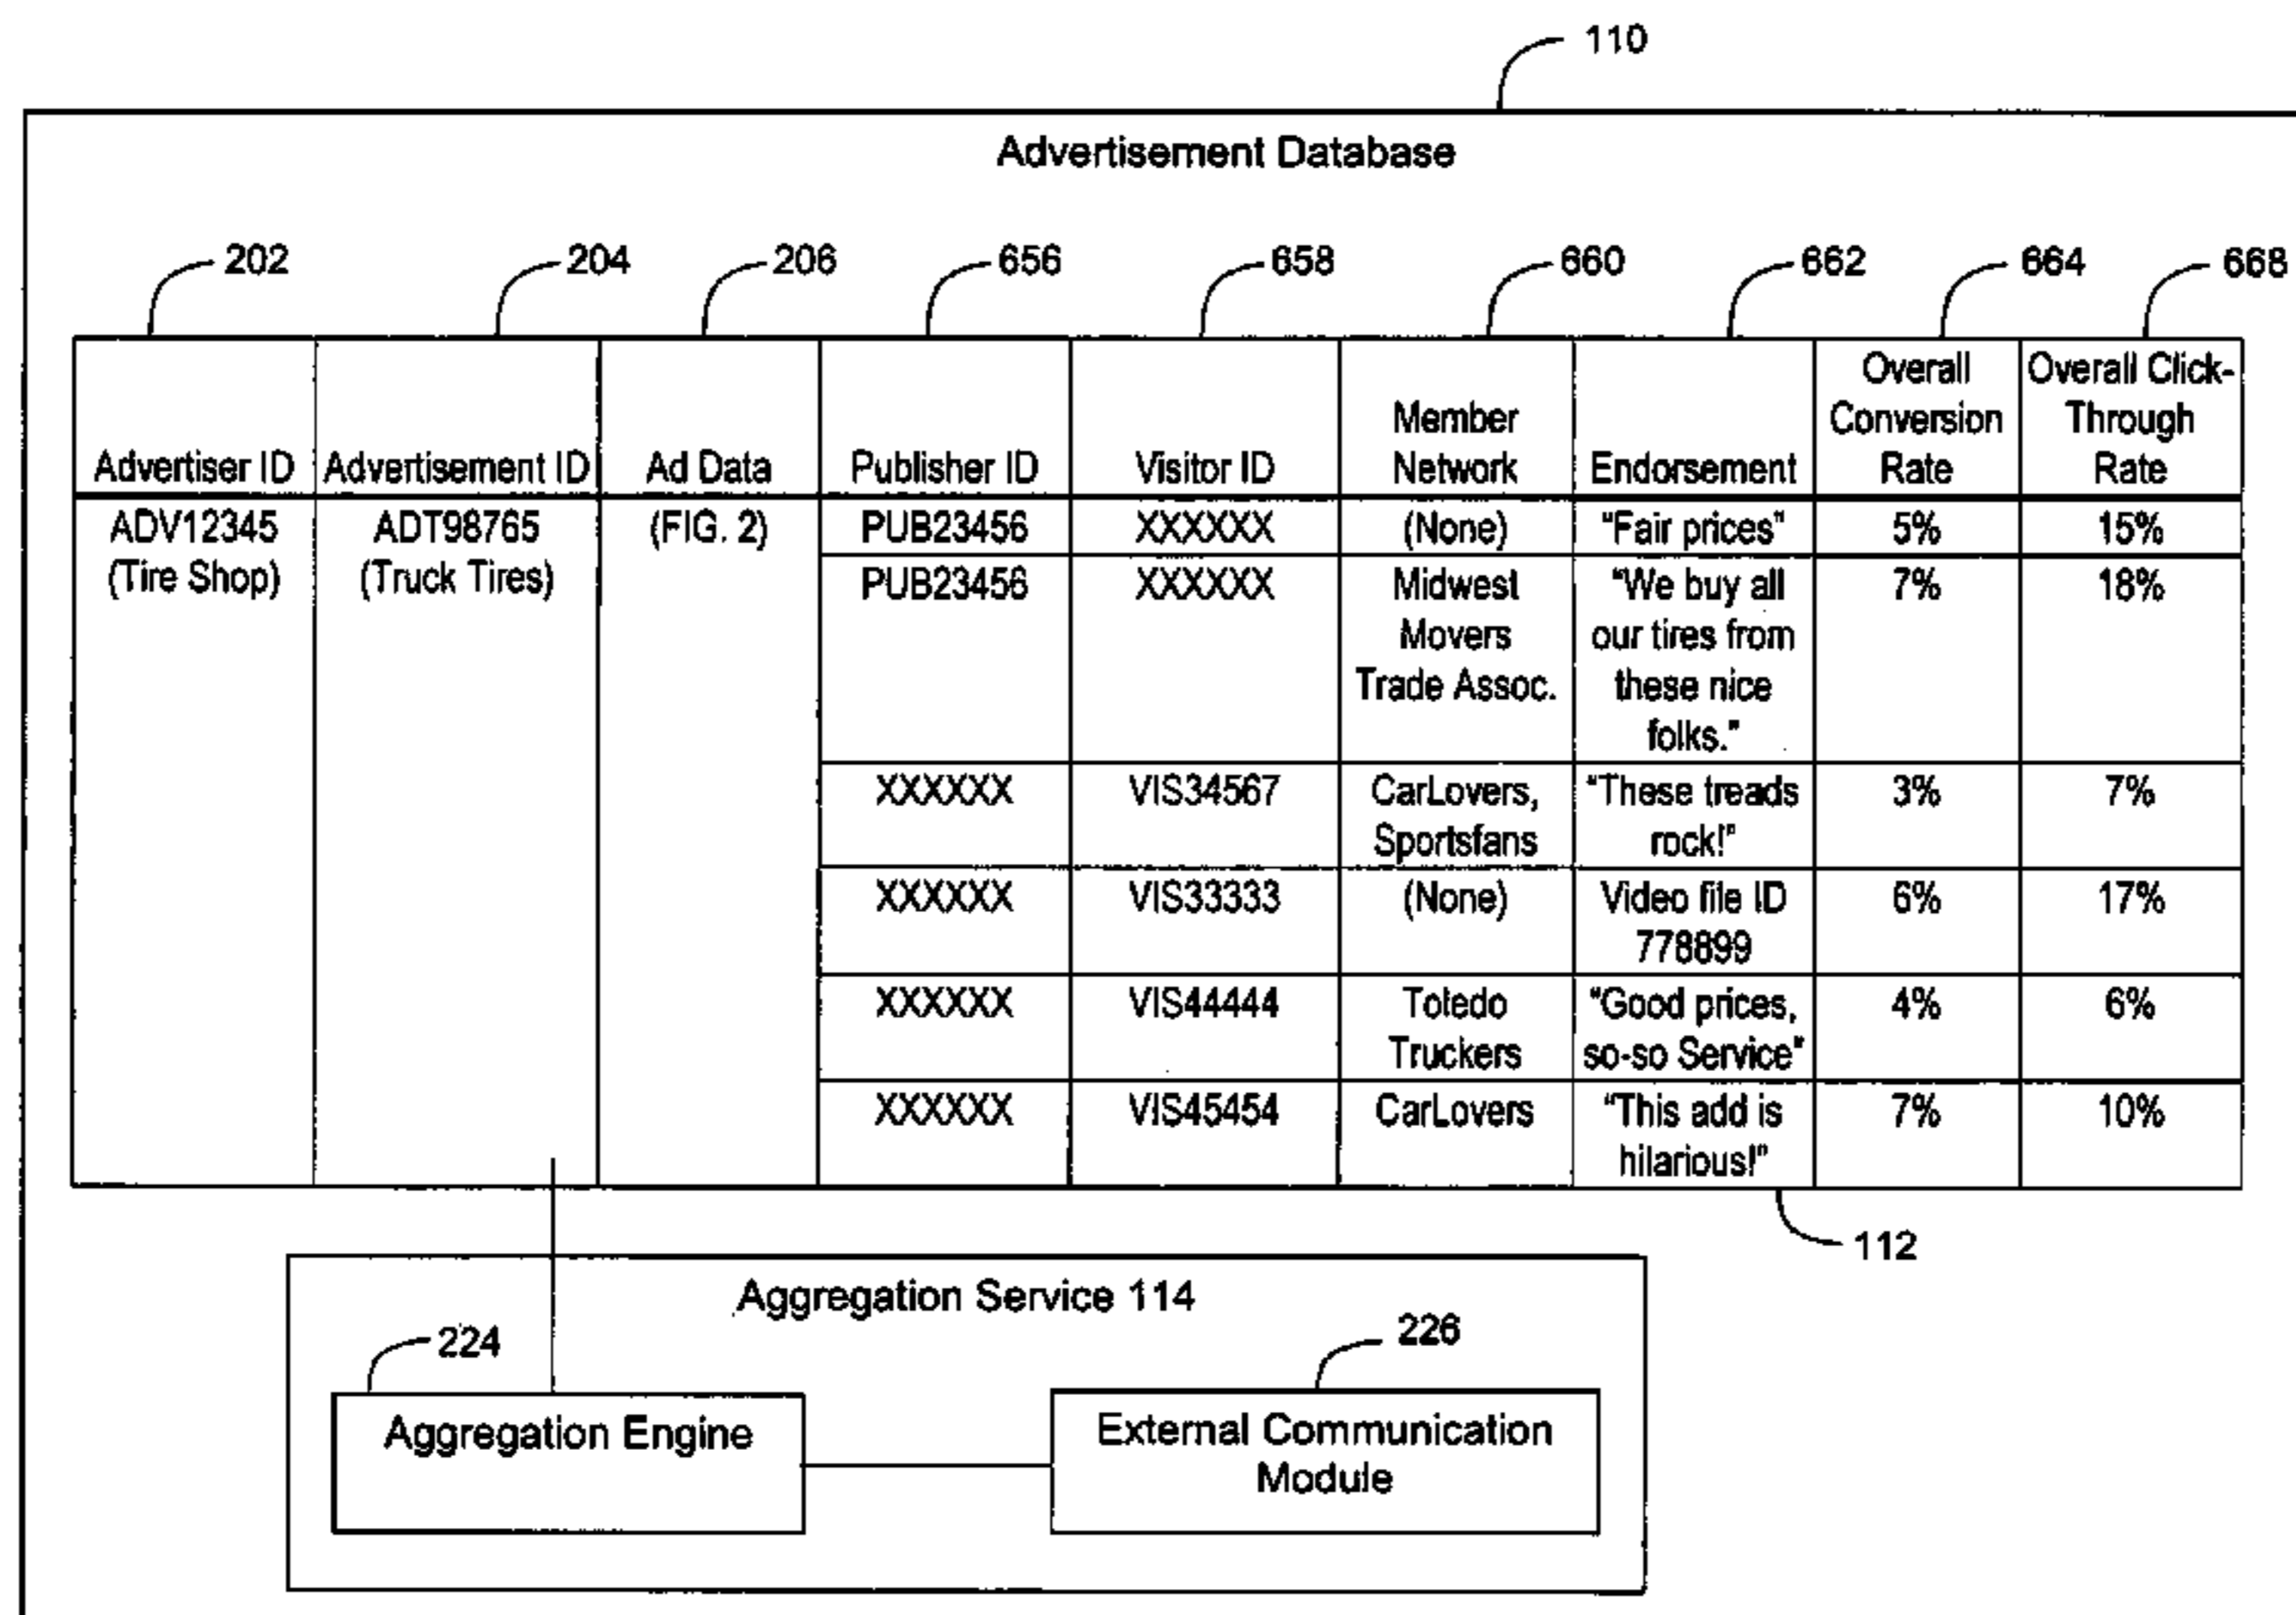 110
Advertisement Database
202 204 206 656 658 660 662 664 668
Advertiser ID Advertisement ID Ad Data Publisher ID Visitor ID Member Network Endorsement Overall Conversion Rate Overall Click-Through Rate
ADV12345 (Tire Shop) ADT98765 (Truck Tires) (FIG. 2) PUB23456 XXXXXX (None) "Fair prices" 5% 15%
PUB23456 XXXXXX Midwest Movers Trade Assoc. "We buy all our tires from these nice folks." 7% 18%
XXXXXX VIS34567 CarLovers, Sportsfans "These treads rock!" 3% 7%
XXXXXX VIS33333 (None) Video file ID 778899 6% 17%
XXXXXX VIS44444 Toledo Truckers "Good prices, so-so Service" 4% 6%
XXXXXX VIS45454 CarLovers "This add is hilarious!" 7% 10%
112
Aggregation Service 114
224 226
Aggregation Engine
External Communication
Module